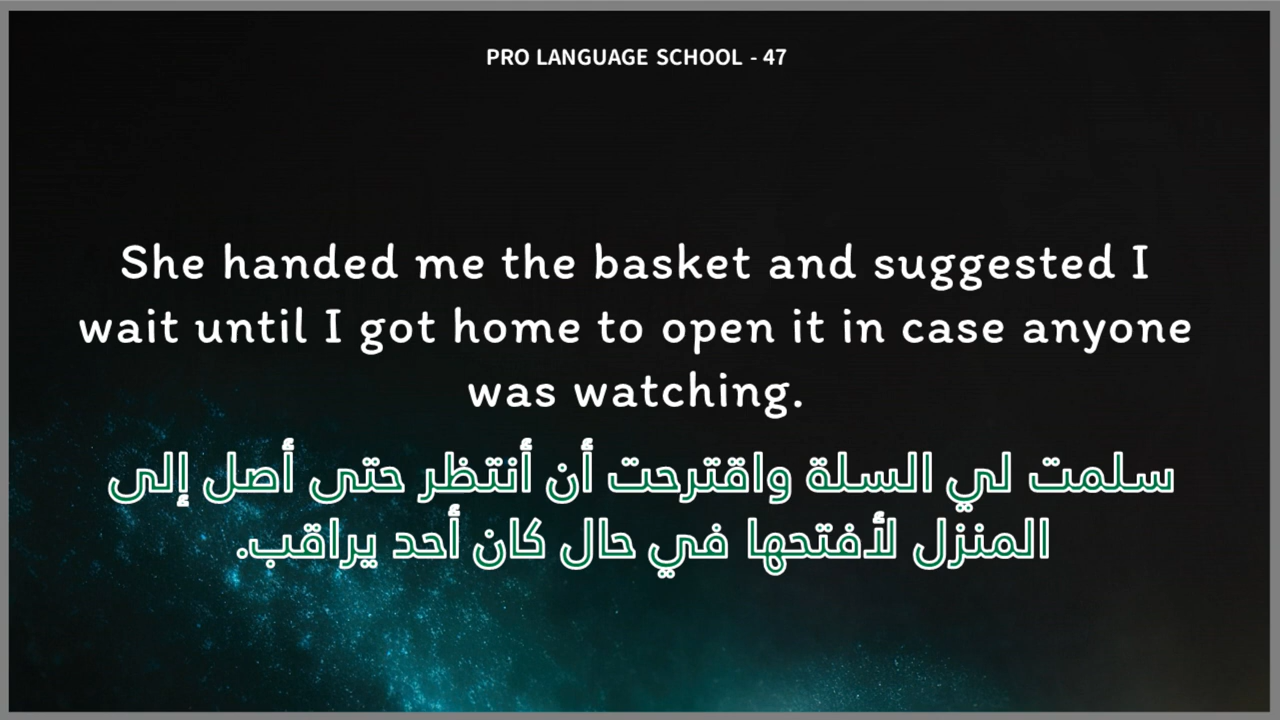 PRO LANGUAGE SCHOOL - 47
She handed me the basket and suggested I
wait until I got home to open it in case anyone
was watching.
سلمت لي السلة واقترحت أن أنتظر حتى أصل إلى
المنزل لأفتحها في حال كان أحد يراقب.